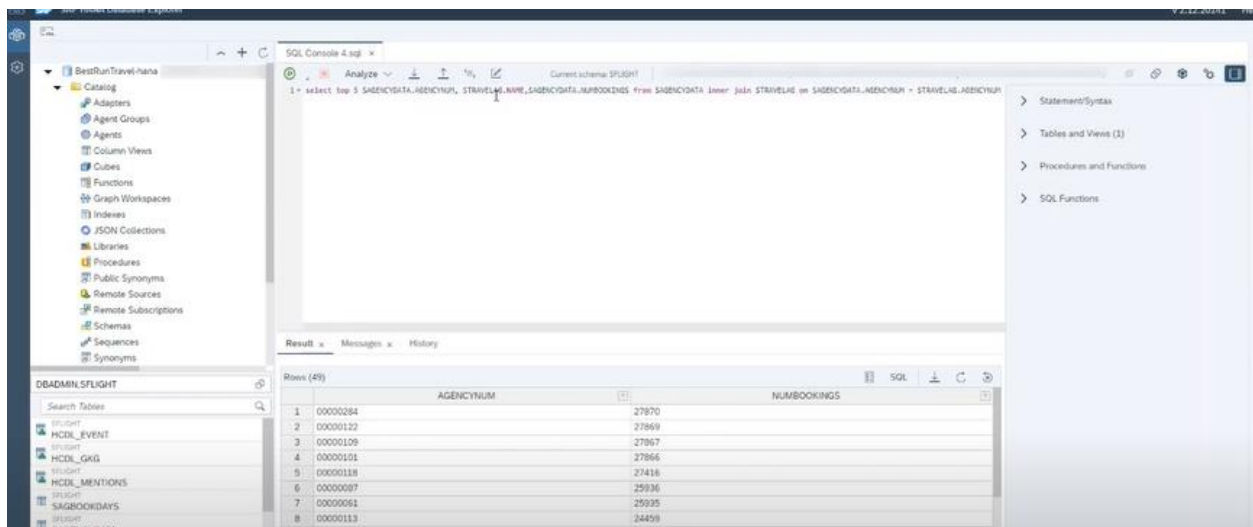 SAP HANA Database Explorer
BestRunTravel-hana
Catalog
Adapters
Agent Groups
Agents
Column Views
Cubes
Functions
Graph Workspaces
Indexes
JSON Collections
Libraries
Procedures
Public Synonyms
Remote Sources
Remote Subscriptions
Schemas
Sequences
Synonyms
DBADMIN,SFLIGHT
Search Tables
SFLIGHT
HCDL_EVENT
SFLIGHT
HCDL_GKG
SFLIGHT
HCDL_MENTIONS
SFLIGHT
SAGBOOKDAYS
SFLIGHT
SQL Console 4.sql ×
Analyze
Current schema: SFLIGHT
1 select top 5 SAGENCYDATA.AGENCYNUM, STRAVELAG.NAME,SAGENCYDATA.NUMBOOKINGS from SAGENCYDATA inner join STRAVELAG on SAGENCYDATA.AGENCYNUM = STRAVELAG.AGENCYNUM
Statement/Syntax
Tables and Views (1)
Procedures and Functions
SQL Functions
Result × Messages × History
Rows (49) SQL
AGENCYNUM NUMBOOKINGS
1 00000284 27870
2 00000122 27869
3 00000109 27867
4 00000101 27866
5 00000118 27416
6 00000087 25936
7 00000061 25935
8 00000113 24459